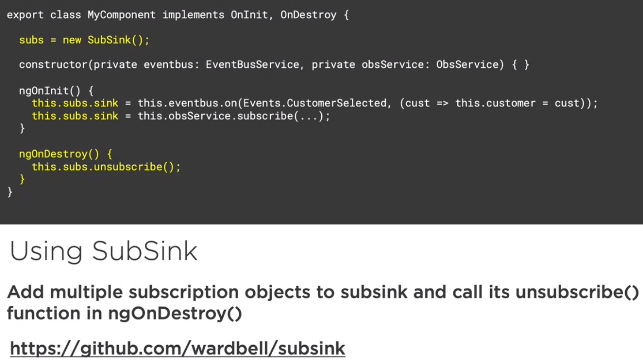 export class MyComponent implements OnInit, OnDestroy {
subs = new SubSink();
constructor(private eventbus: EventBusService, private obsService: ObsService) { }
ngOnInit() {
this.subs.sink = this.eventbus.on(Events.CustomerSelected, (cust => this.customer = cust));
this.subs.sink = this.obsService.subscribe(...);
}
ngOnDestroy() {
this.subs.unsubscribe();
}
}
Using SubSink
Add multiple subscription objects to subsink and call its unsubscribe()
function in ngOnDestroy()
https://github.com/wardbell/subsink